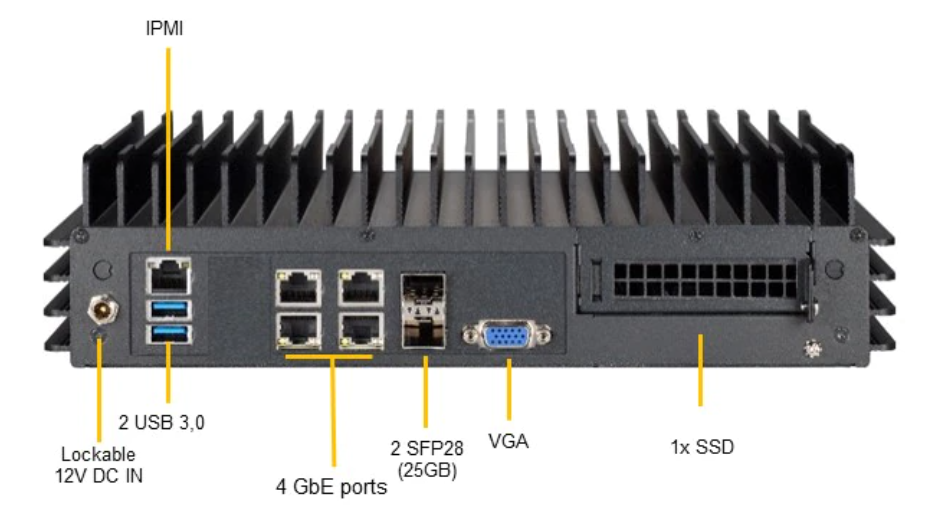 IPMI
2 USB 3,0
Lockable
12V DC IN
4 GbE ports
2 SFP28
(25GB)
VGA
1x SSD